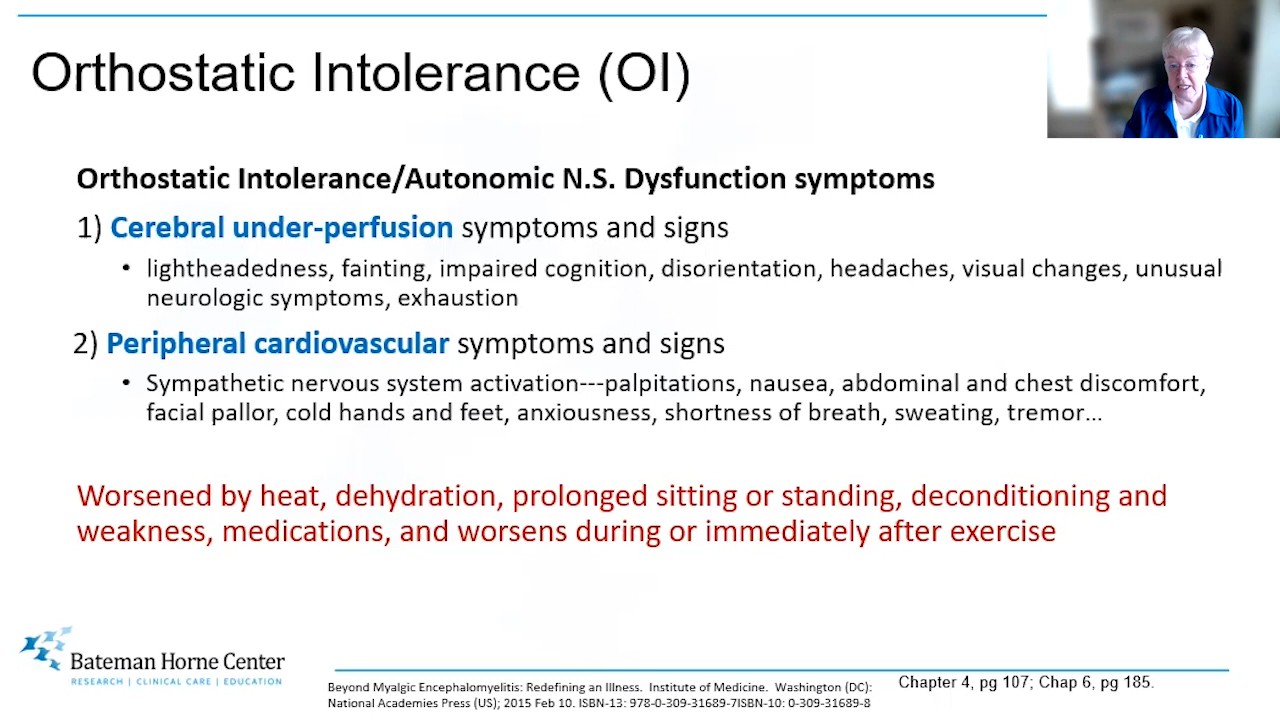 Orthostatic Intolerance (OI)
Orthostatic Intolerance/Autonomic N.S. Dysfunction symptoms
1) Cerebral under-perfusion symptoms and signs
• lightheadedness, fainting, impaired cognition, disorientation, headaches, visual changes, unusual
neurologic symptoms, exhaustion
2) Peripheral cardiovascular symptoms and signs
• Sympathetic nervous system activation---palpitations, nausea, abdominal and chest discomfort,
facial pallor, cold hands and feet, anxiousness, shortness of breath, sweating, tremor...
Worsened by heat, dehydration, prolonged sitting or standing, deconditioning and
weakness, medications, and worsens during or immediately after exercise
Bateman Horne Center
RESEARCH | CLINICAL CARE | EDUCATION
Beyond Myalgic Encephalomyelitis: Redefining an Illness. Institute of Medicine. Washington (DC):
National Academies Press (US); 2015 Feb 10. ISBN-13: 978-0-309-31689-7ISBN-10: 0-309-31689-8
Chapter 4, pg 107; Chap 6, pg 185.